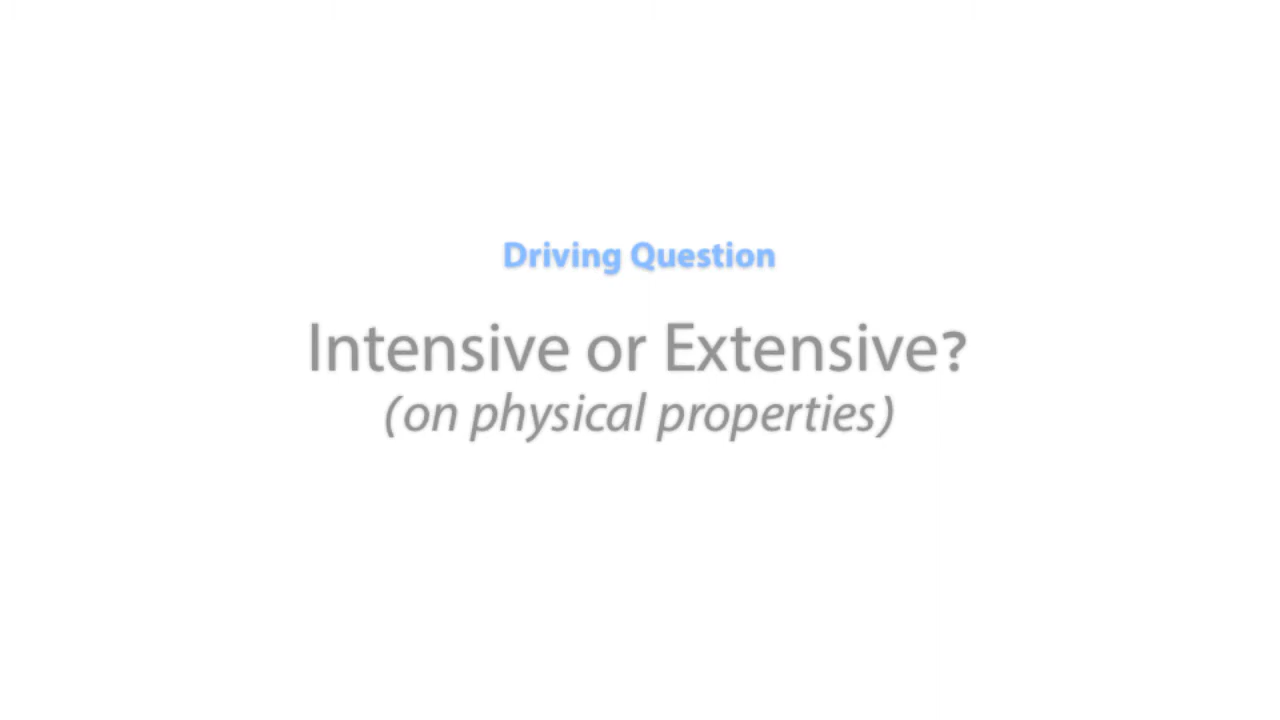 Driving Question
Intensive or Extensive?
(on physical properties)